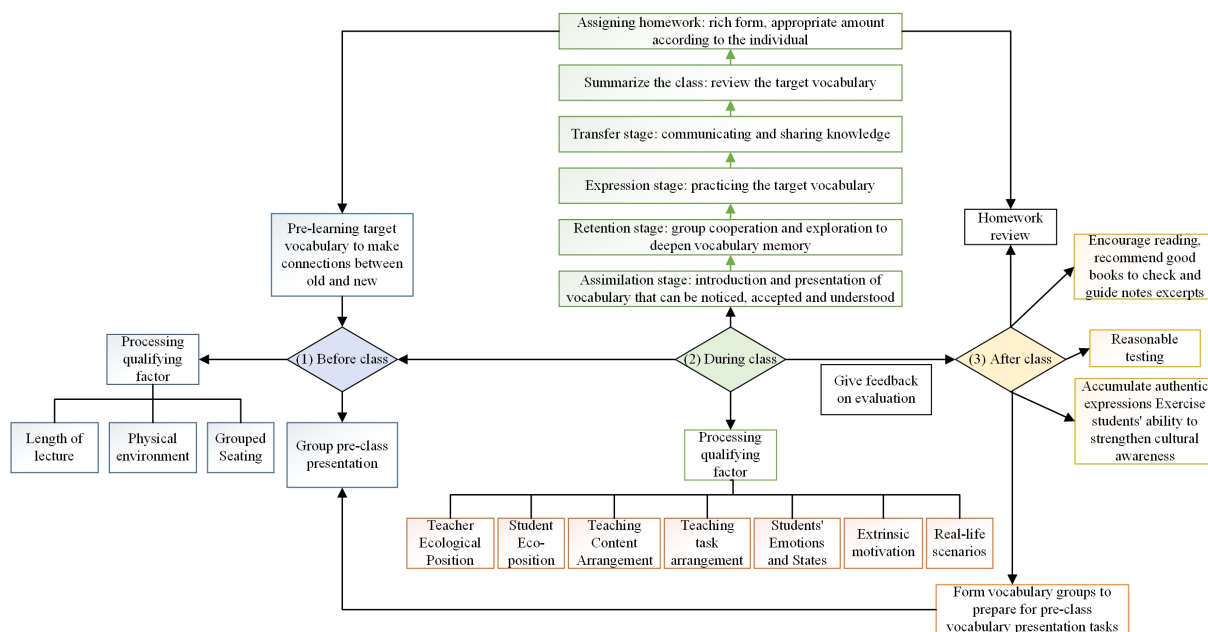 Assigning homework: rich form, appropriate amount
according to the individual
Summarize the class: review the target vocabulary
Transfer stage: communicating and sharing knowledge
Expression stage: practicing the target vocabulary
Retention stage: group cooperation and exploration to
deepen vocabulary memory
Assimilation stage: introduction and presentation of
vocabulary that can be noticed, accepted and understood
Pre-learning target
vocabulary to make
connections between
old and new
Homework
review
Encourage reading,
recommend good
books to check and
guide notes excerpts
Processing
qualifying
factor
(1) Before class
(2) During class
(3) After class
Reasonable
testing
Give feedback
on evaluation
Accumulate authentic
expressions Exercise
students' ability to
strengthen cultural
awareness
Length of
lecture
Physical
environment
Grouped
Seating
Group pre-class
presentation
Processing
qualifying
factor
Teacher
Ecological
Position
Student
Eco-
position
Teaching
Content
Arrangement
Teaching
task
arrangement
Students'
Emotions
and States
Extrinsic
motivation
Real-life
scenarios
Form vocabulary groups to
prepare for pre-class
vocabulary presentation tasks